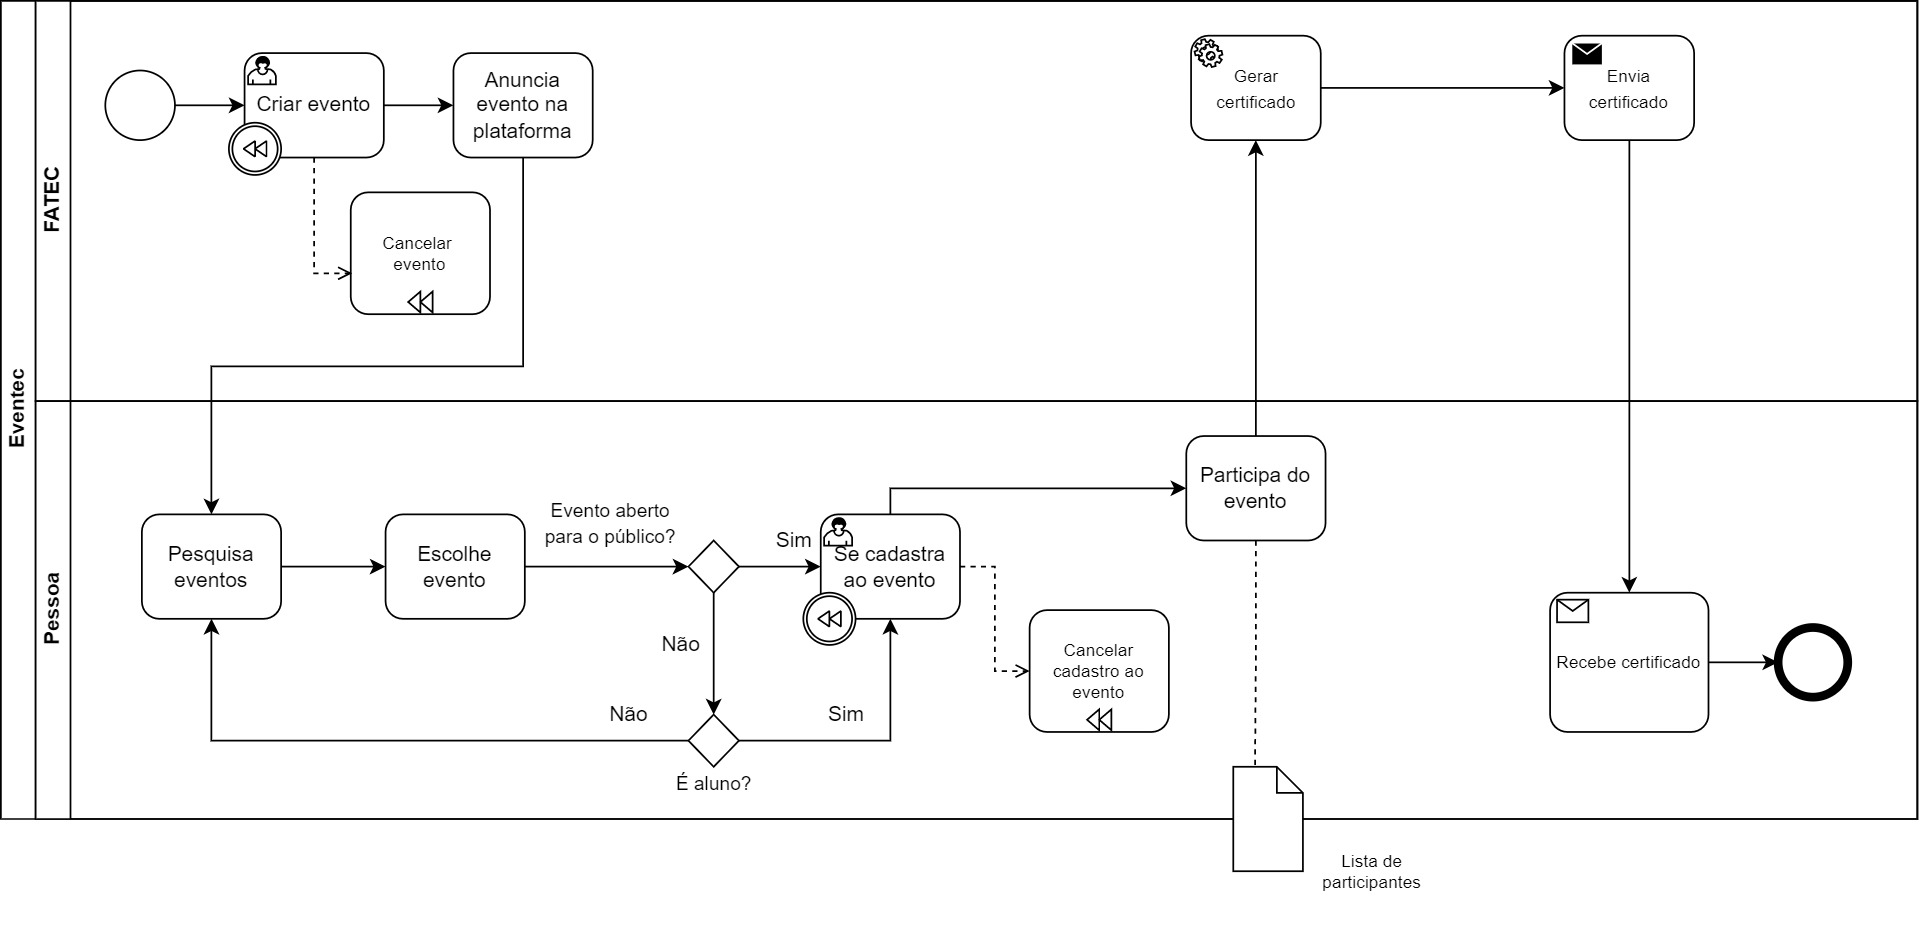 Eventec
FATEC
Criar evento
Anuncia
evento na
plataforma
Cancelar
evento
Gerar
certificado
Envia
certificado
Pessoa
Pesquisa
eventos
Escolhe
evento
Evento aberto
para o público?
Sim
Não
Se cadastra
ao evento
Não
Sim
É aluno?
Cancelar
cadastro ao
evento
Participa do
evento
Recebe certificado
Lista de
participantes